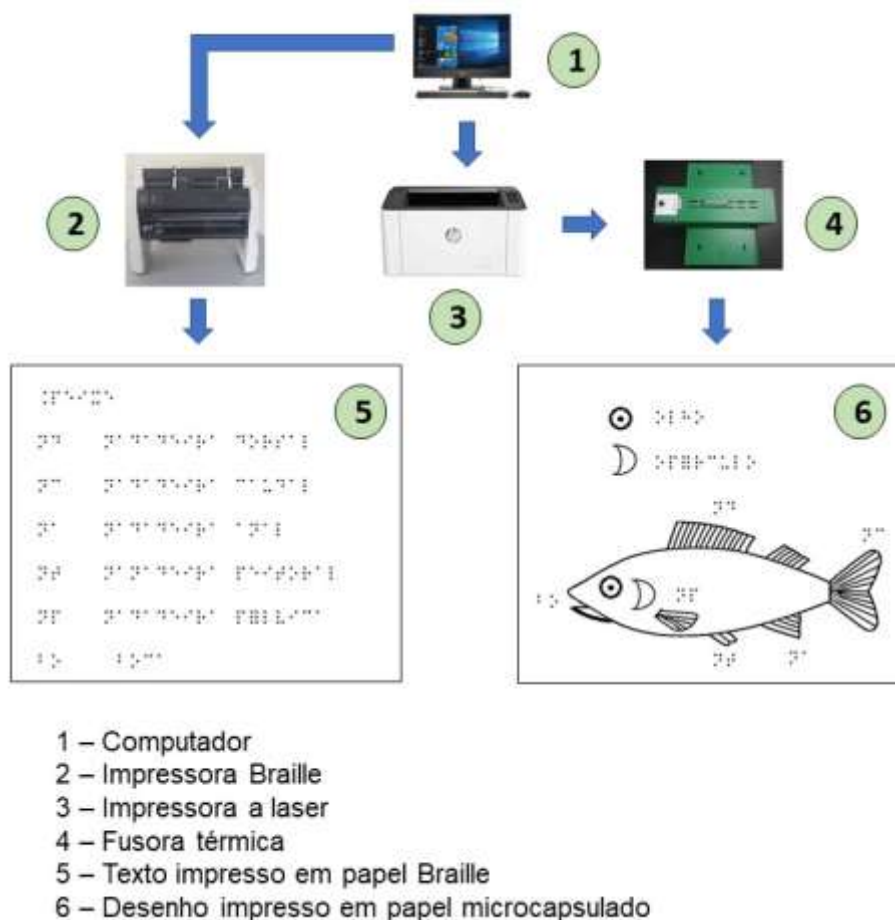 1
2
3
4
hp
5
⠨⠏⠑⠊⠭⠑
⠝⠙ ⠝⠁⠙⠁⠙⠑⠊⠗⠁ ⠙⠕⠗⠎⠁⠇
⠝⠉ ⠝⠁⠙⠁⠙⠑⠊⠗⠁ ⠉⠁⠥⠙⠁⠇
⠝⠁ ⠝⠁⠙⠁⠙⠑⠊⠗⠁ ⠁⠝⠁⠇
⠝⠞ ⠝⠁⠝⠁⠙⠑⠊⠗⠁ ⠏⠑⠊⠞⠕⠗⠁⠇
⠝⠏ ⠝⠁⠙⠁⠙⠑⠊⠗⠁ ⠏⠿⠇⠧⠊⠉⠁
⠃⠕ ⠃⠕⠉⠁
6
⠕⠇⠓⠕
⠕⠏⠿⠗⠉⠥⠇⠕
⠝⠙
⠝⠉
⠃⠕
⠝⠏
⠝⠞
⠝⠁
1 – Computador
2 – Impressora Braille
3 – Impressora a laser
4 – Fusora térmica
5 – Texto impresso em papel Braille
6 – Desenho impresso em papel microcapsulado